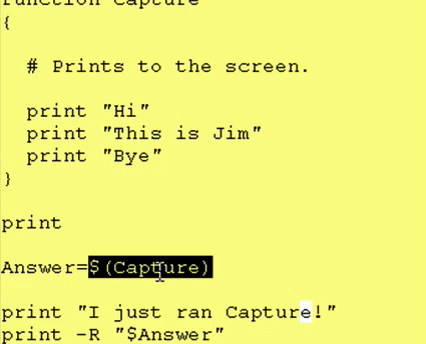 function Capture
{
# Prints to the screen.
print "Hi"
print "This is Jim"
print "Bye"
}
print
Answer=$(Capture)
print "I just ran Capture!"
print -R "$Answer"